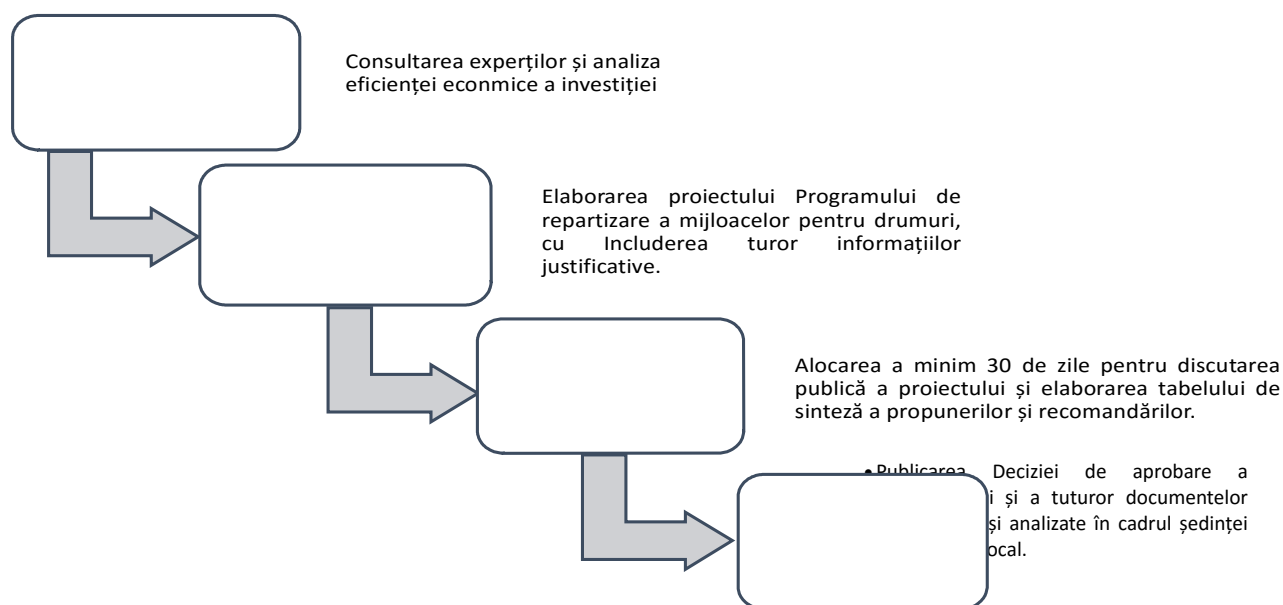 Consultarea experților și analiza
eficienței econmice a investiției
Elaborarea proiectului Programului de
repartizare a mijloacelor pentru drumuri,
cu Includerea turor informațiilor
justificative.
Alocarea a minim 30 de zile pentru discutarea
publică a proiectului și elaborarea tabelului de
sinteză a propunerilor și recomandărilor.
•Publicarea Deciziei de aprobare a
i și a tuturor documentelor
și analizate în cadrul ședinței
ocal.